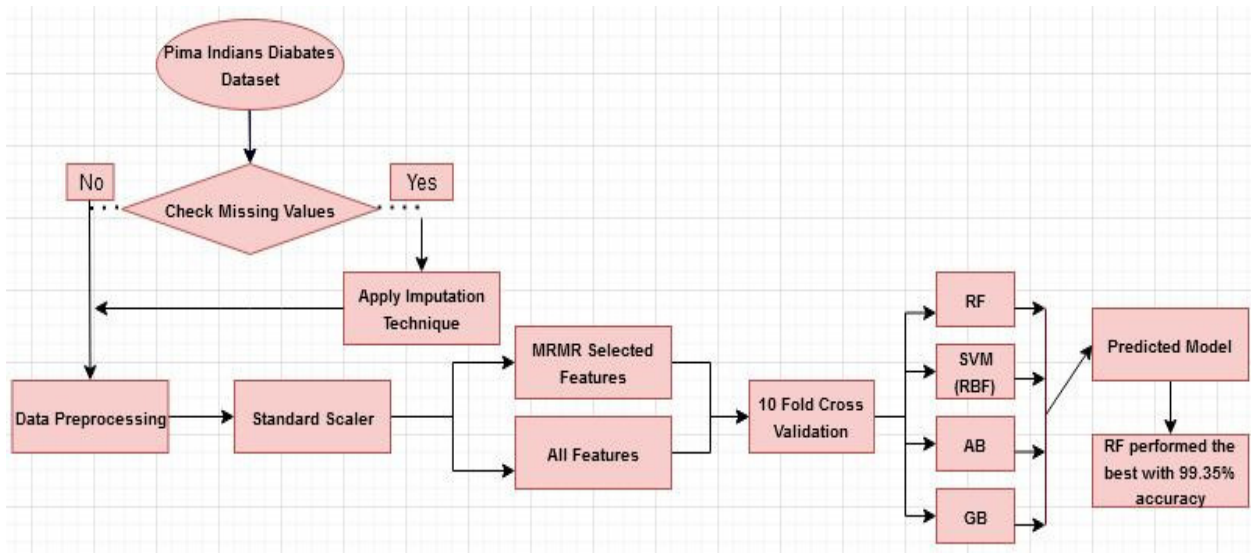 Pima Indians Diabates
Dataset
No
Yes
Check Missing Values
Apply Imputation
Technique
Data Preprocessing
Standard Scaler
MRMR Selected
Features
All Features
10 Fold Cross
Validation
RF
SVM
(RBF)
AB
GB
Predicted Model
RF performed the
best with 99.35%
accuracy